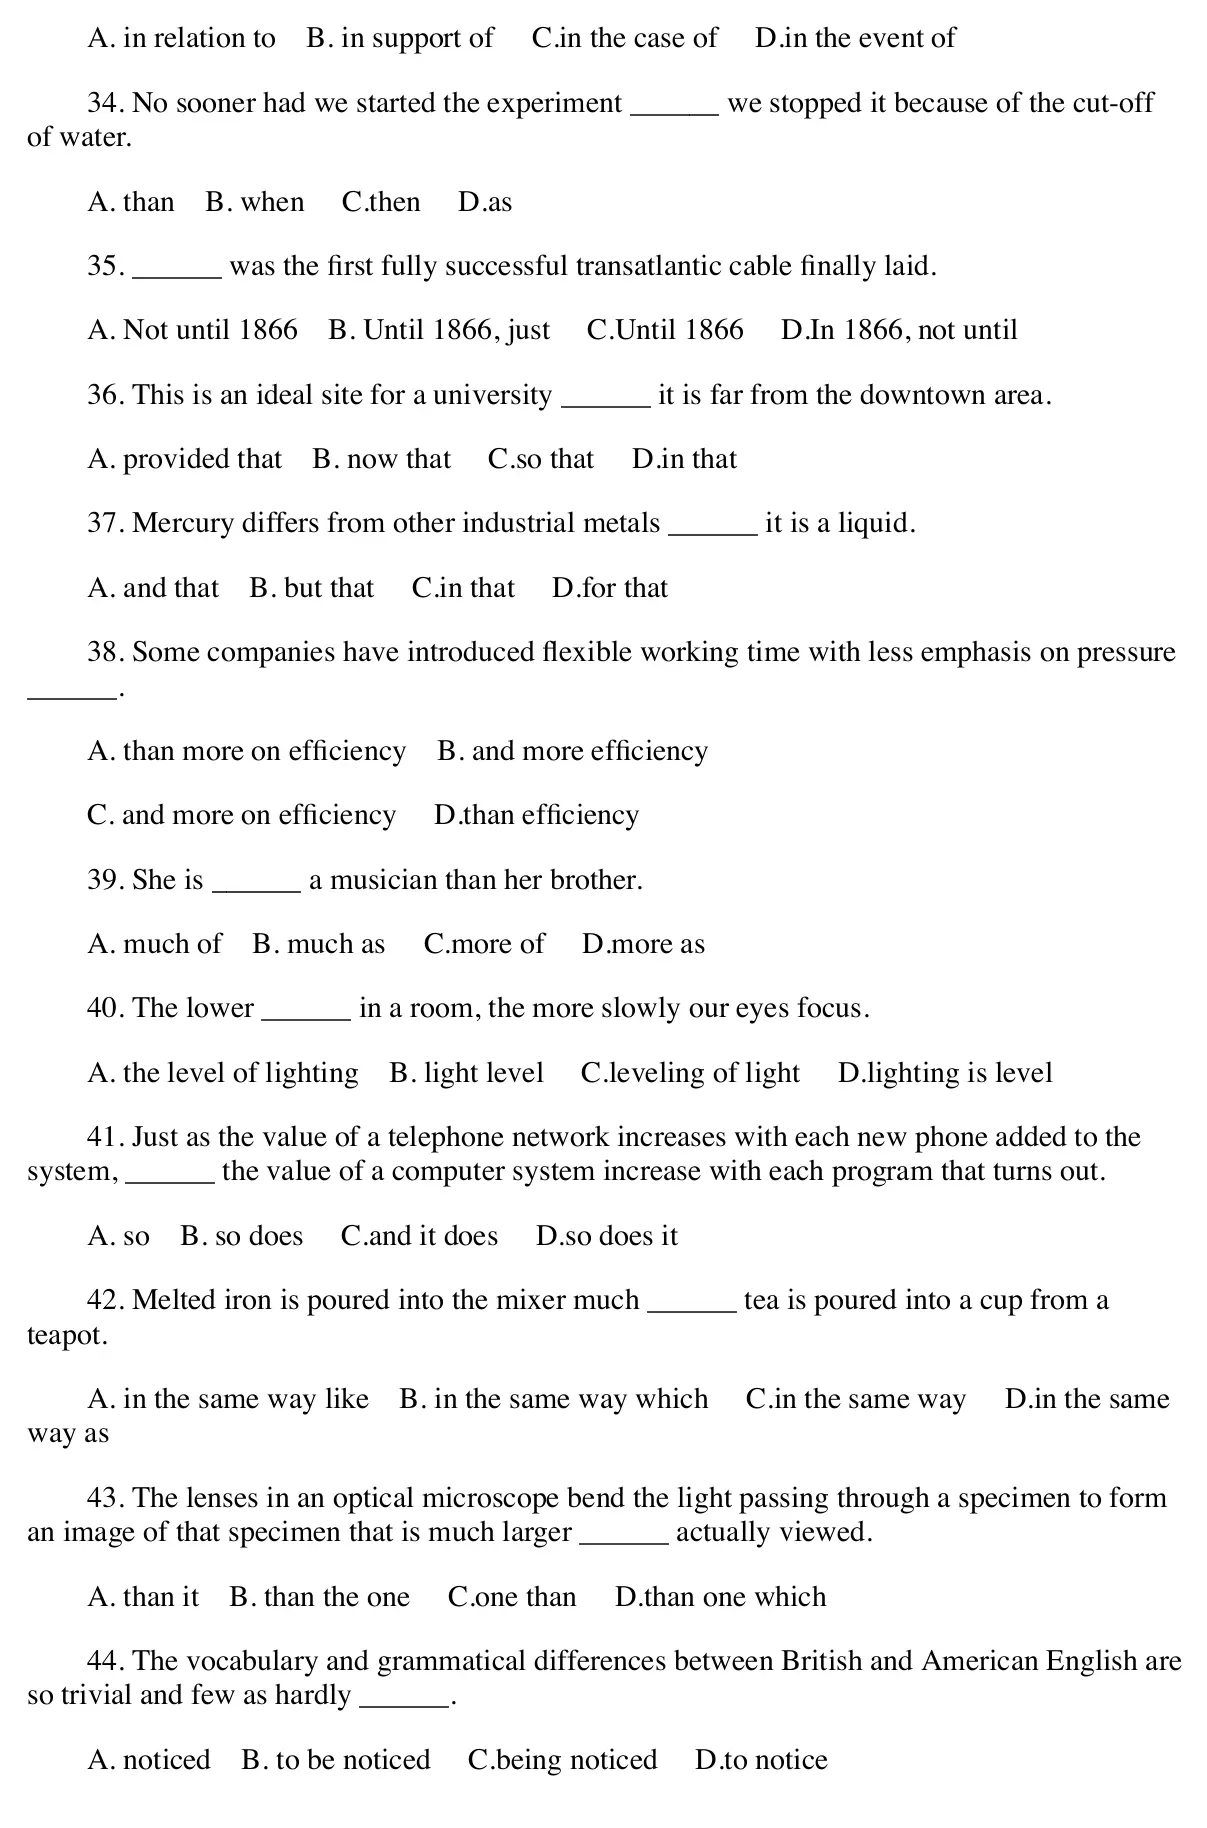 A. in relation to B. in support of C.in the case of D.in the event of
34. No sooner had we started the experiment ______ we stopped it because of the cut-off
of water.
A. than B. when C.then D.as
35. ______ was the first fully successful transatlantic cable finally laid.
A. Not until 1866 B. Until 1866, just C.Until 1866 D.In 1866, not until
36. This is an ideal site for a university ______ it is far from the downtown area.
A. provided that B. now that C.so that D.in that
37. Mercury differs from other industrial metals ______ it is a liquid.
A. and that B. but that C.in that D.for that
38. Some companies have introduced flexible working time with less emphasis on pressure
______.
A. than more on efficiency B. and more efficiency
C. and more on efficiency D.than efficiency
39. She is ______ a musician than her brother.
A. much of B. much as C.more of D.more as
40. The lower ______ in a room, the more slowly our eyes focus.
A. the level of lighting B. light level C.leveling of light D.lighting is level
41. Just as the value of a telephone network increases with each new phone added to the
system, ______ the value of a computer system increase with each program that turns out.
A. so B. so does C.and it does D.so does it
42. Melted iron is poured into the mixer much ______ tea is poured into a cup from a
teapot.
A. in the same way like B. in the same way which C.in the same way D.in the same
way as
43. The lenses in an optical microscope bend the light passing through a specimen to form
an image of that specimen that is much larger ______ actually viewed.
A. than it B. than the one C.one than D.than one which
44. The vocabulary and grammatical differences between British and American English are
so trivial and few as hardly ______.
A. noticed B. to be noticed C.being noticed D.to notice